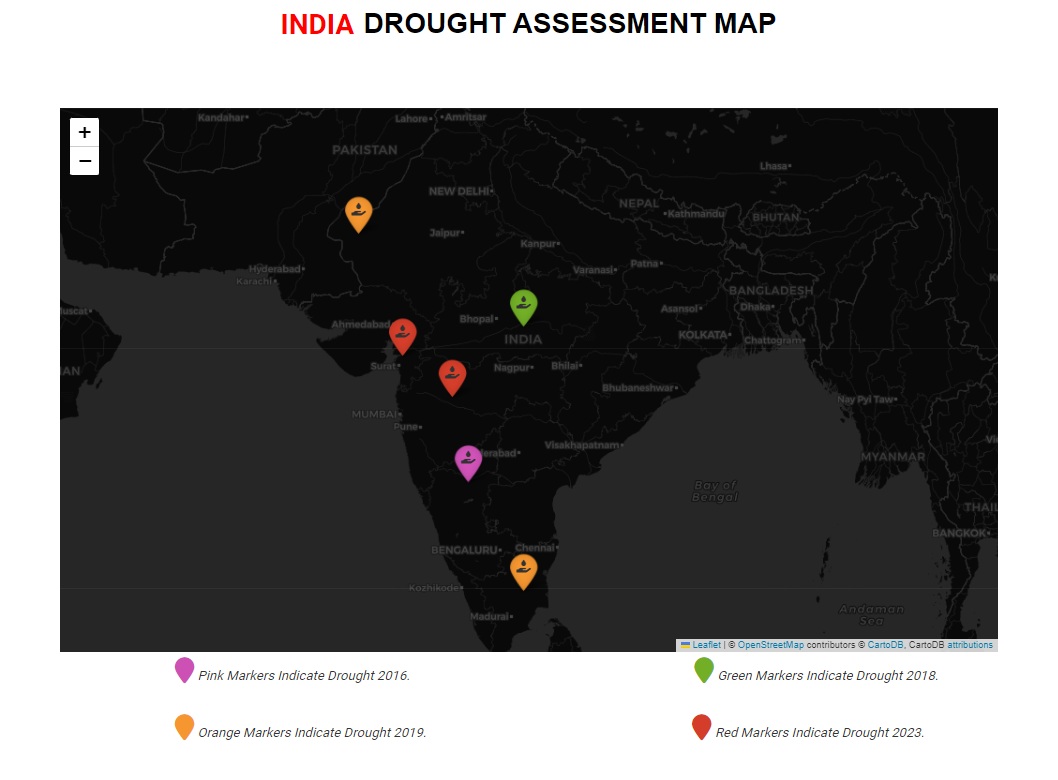 INDIA DROUGHT ASSESSMENT MAP
+
−
Kandahar
Lahore
Amritsar
PAKISTAN
Lhasa
NEW DELHI
NEPAL
Kathmandu
BHUTAN
Jaipur
Kanpur
Patna
Varanasi
Hyderabad
Karachi
BANGLADESH
Dhaka
Asansol
uscat
Bhopal
Ahmedabad
KOLKATA
Chattogram
INDIA
Surat
Nagpur
Bhilai
AN
Bhubaneswar
Nay Pyi Taw
MUMBAI
Pune
Visakhapatnam
derabad
MYANMAR
Bay of
Bengal
THAIL
BANGKOK
BENGALURU
Chennai
Kozhikode
Madurai
Andaman
Sea
Leaflet | © OpenStreetMap contributors © CartoDB, CartoDB attributions
Pink Markers Indicate Drought 2016.
Green Markers Indicate Drought 2018.
Orange Markers Indicate Drought 2019.
Red Markers Indicate Drought 2023.